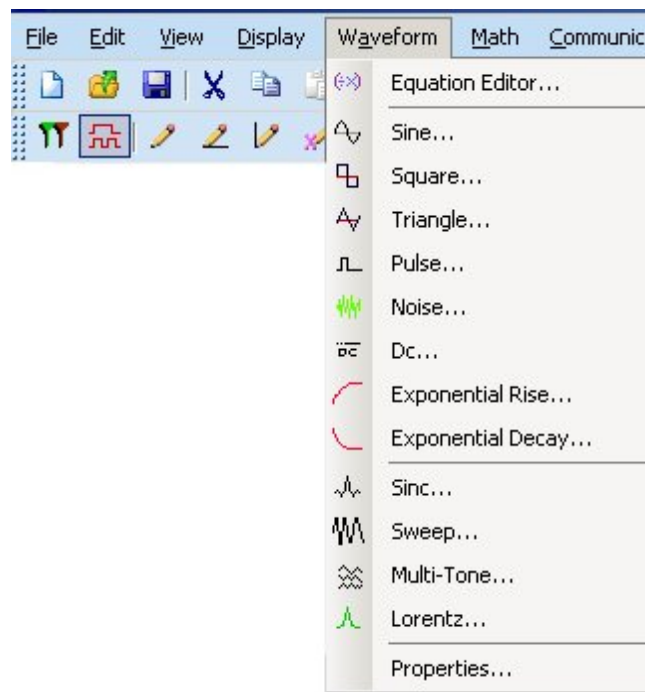 File Edit View Display Waveform Math Communic
Equation Editor...
Sine...
Square...
Triangle...
Pulse...
Noise...
DC Dc...
Exponential Rise...
Exponential Decay...
Sinc...
Sweep...
Multi-Tone...
Lorentz...
Properties...